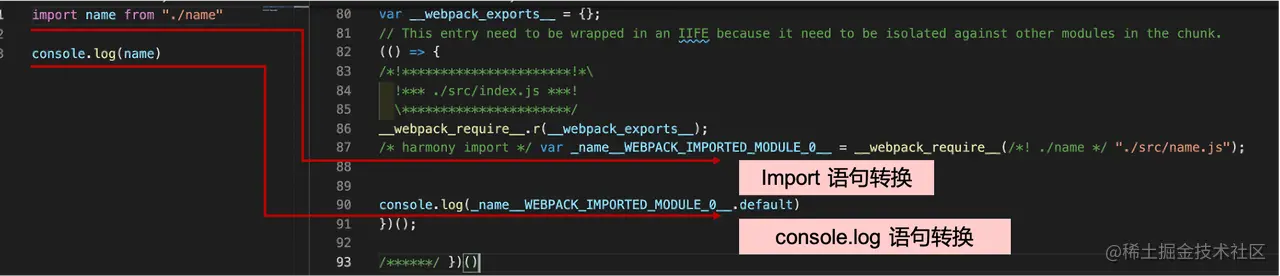 1 import name from "./name"
2
3 console.log(name)
80 var __webpack_exports__ = {};
81 // This entry need to be wrapped in an IIFE because it need to be isolated against other modules in the chunk.
82 (() => {
83 /*!***********************!*\
84 !*** ./src/index.js ***!
85 \***********************/
86 __webpack_require__.r(__webpack_exports__);
87 /* harmony import */ var _name__WEBPACK_IMPORTED_MODULE_0__ = __webpack_require__(/*! ./name */ "./src/name.js");
88
Import 语句转换
89
90 console.log(_name__WEBPACK_IMPORTED_MODULE_0__.default)
91 })();
console.log 语句转换
92
93 /******/ })()
@稀土掘金技术社区